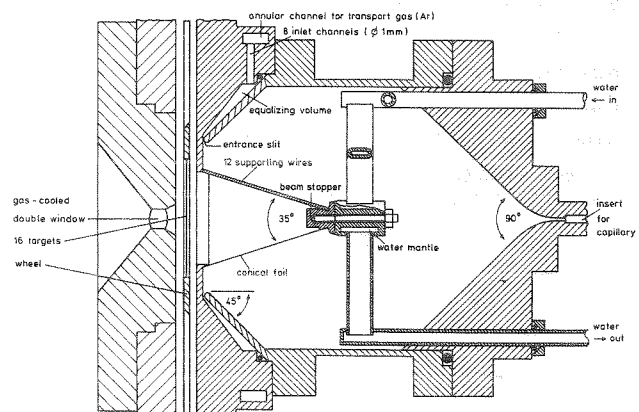 annular channel for transport gas (Ar)
8 inlet channels (ϕ 1mm)
equalizing volume
entrance slit
12 supporting wires
beam stopper
water
in
gas-cooled
double window
16 targets
wheel
35°
90°
insert
for
capillary
water mantle
conical foil
45°
water
out